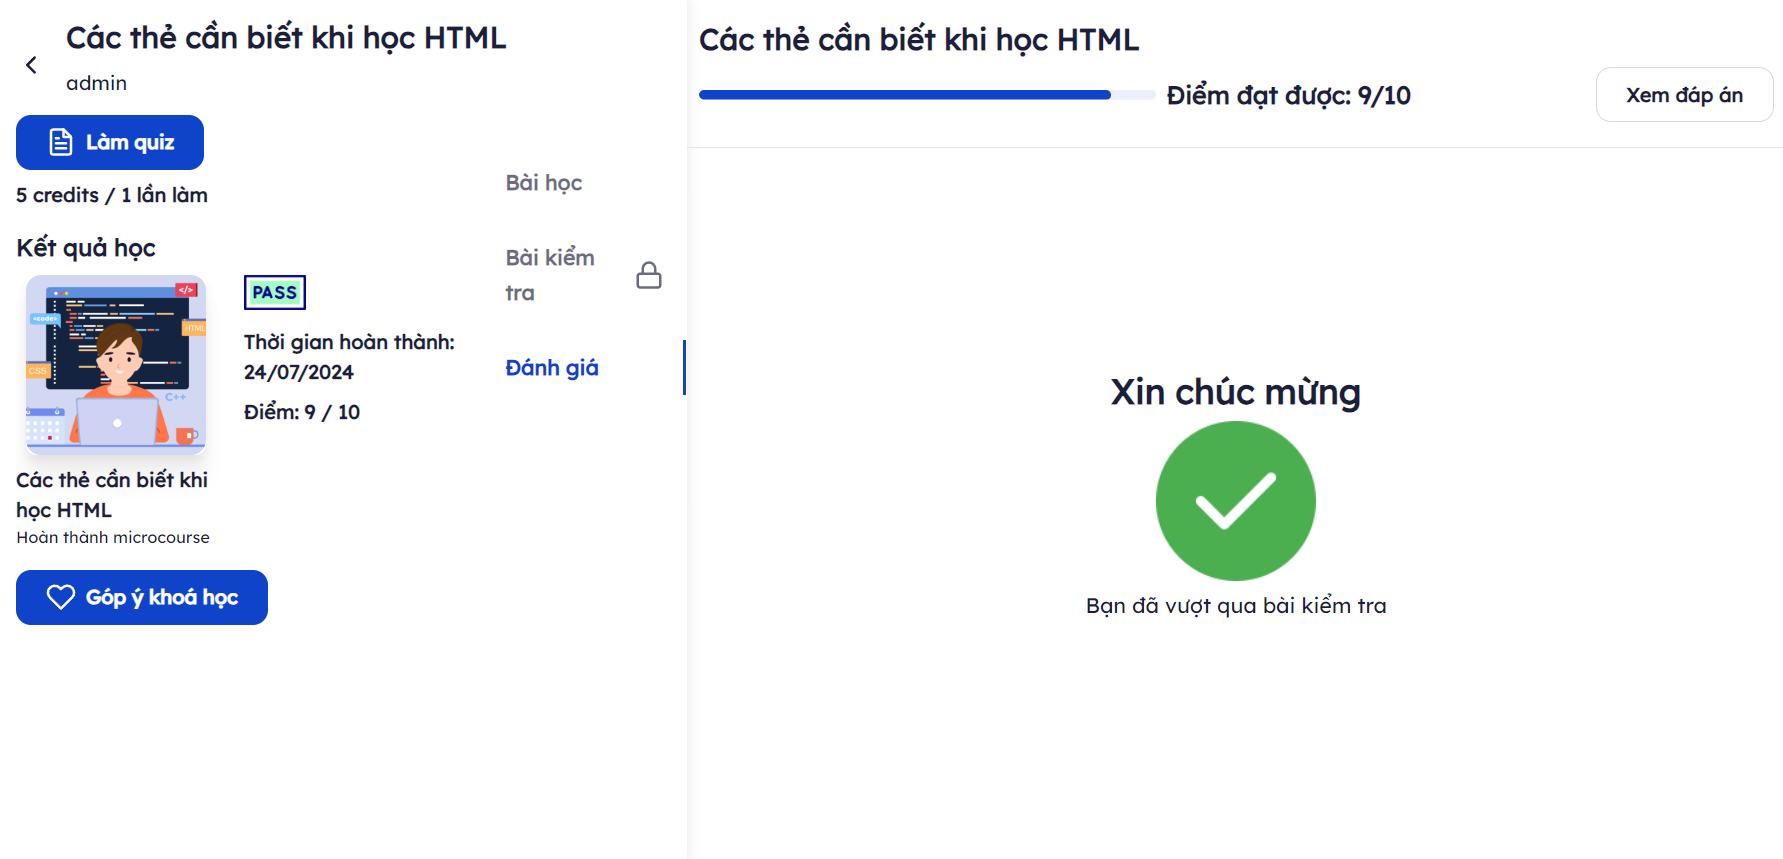 Các thẻ cần biết khi học HTML
admin
Làm quiz
5 credits / 1 lần làm
Kết quả học
</>
<code>
HTML
CSS
C++
PASS
Thời gian hoàn thành:
24/07/2024
Điểm: 9 / 10
Các thẻ cần biết khi
học HTML
Hoàn thành microcourse
Góp ý khoá học
Bài học
Bài kiểm
tra
Đánh giá
Các thẻ cần biết khi học HTML
Điểm đạt được: 9/10
Xem đáp án
Xin chúc mừng
Bạn đã vượt qua bài kiểm tra